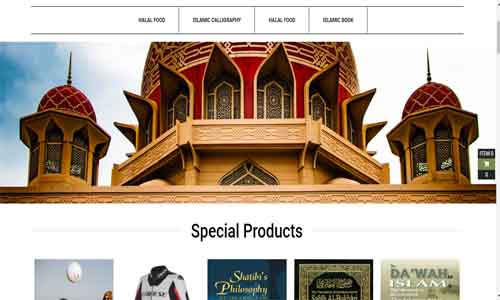 HALAL FOOD
ISLAMIC CALLIGRAPHY
HALAL FOOD
ISLAMIC BOOK
ITEM 0
0
Special Products
Shatibi's
Philosophy
DA'WAH
ISLAM
Sahih Al-Bukhari